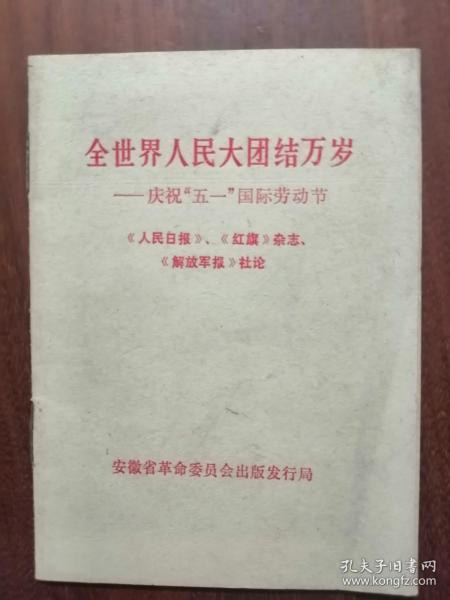 全世界人民大团结万岁
——庆祝“五一”国际劳动节
《人民日报》、《红旗》杂志、
《解放军报》社论
安徽省革命委员会出版发行局
孔夫子旧书网
www.kongfz.com